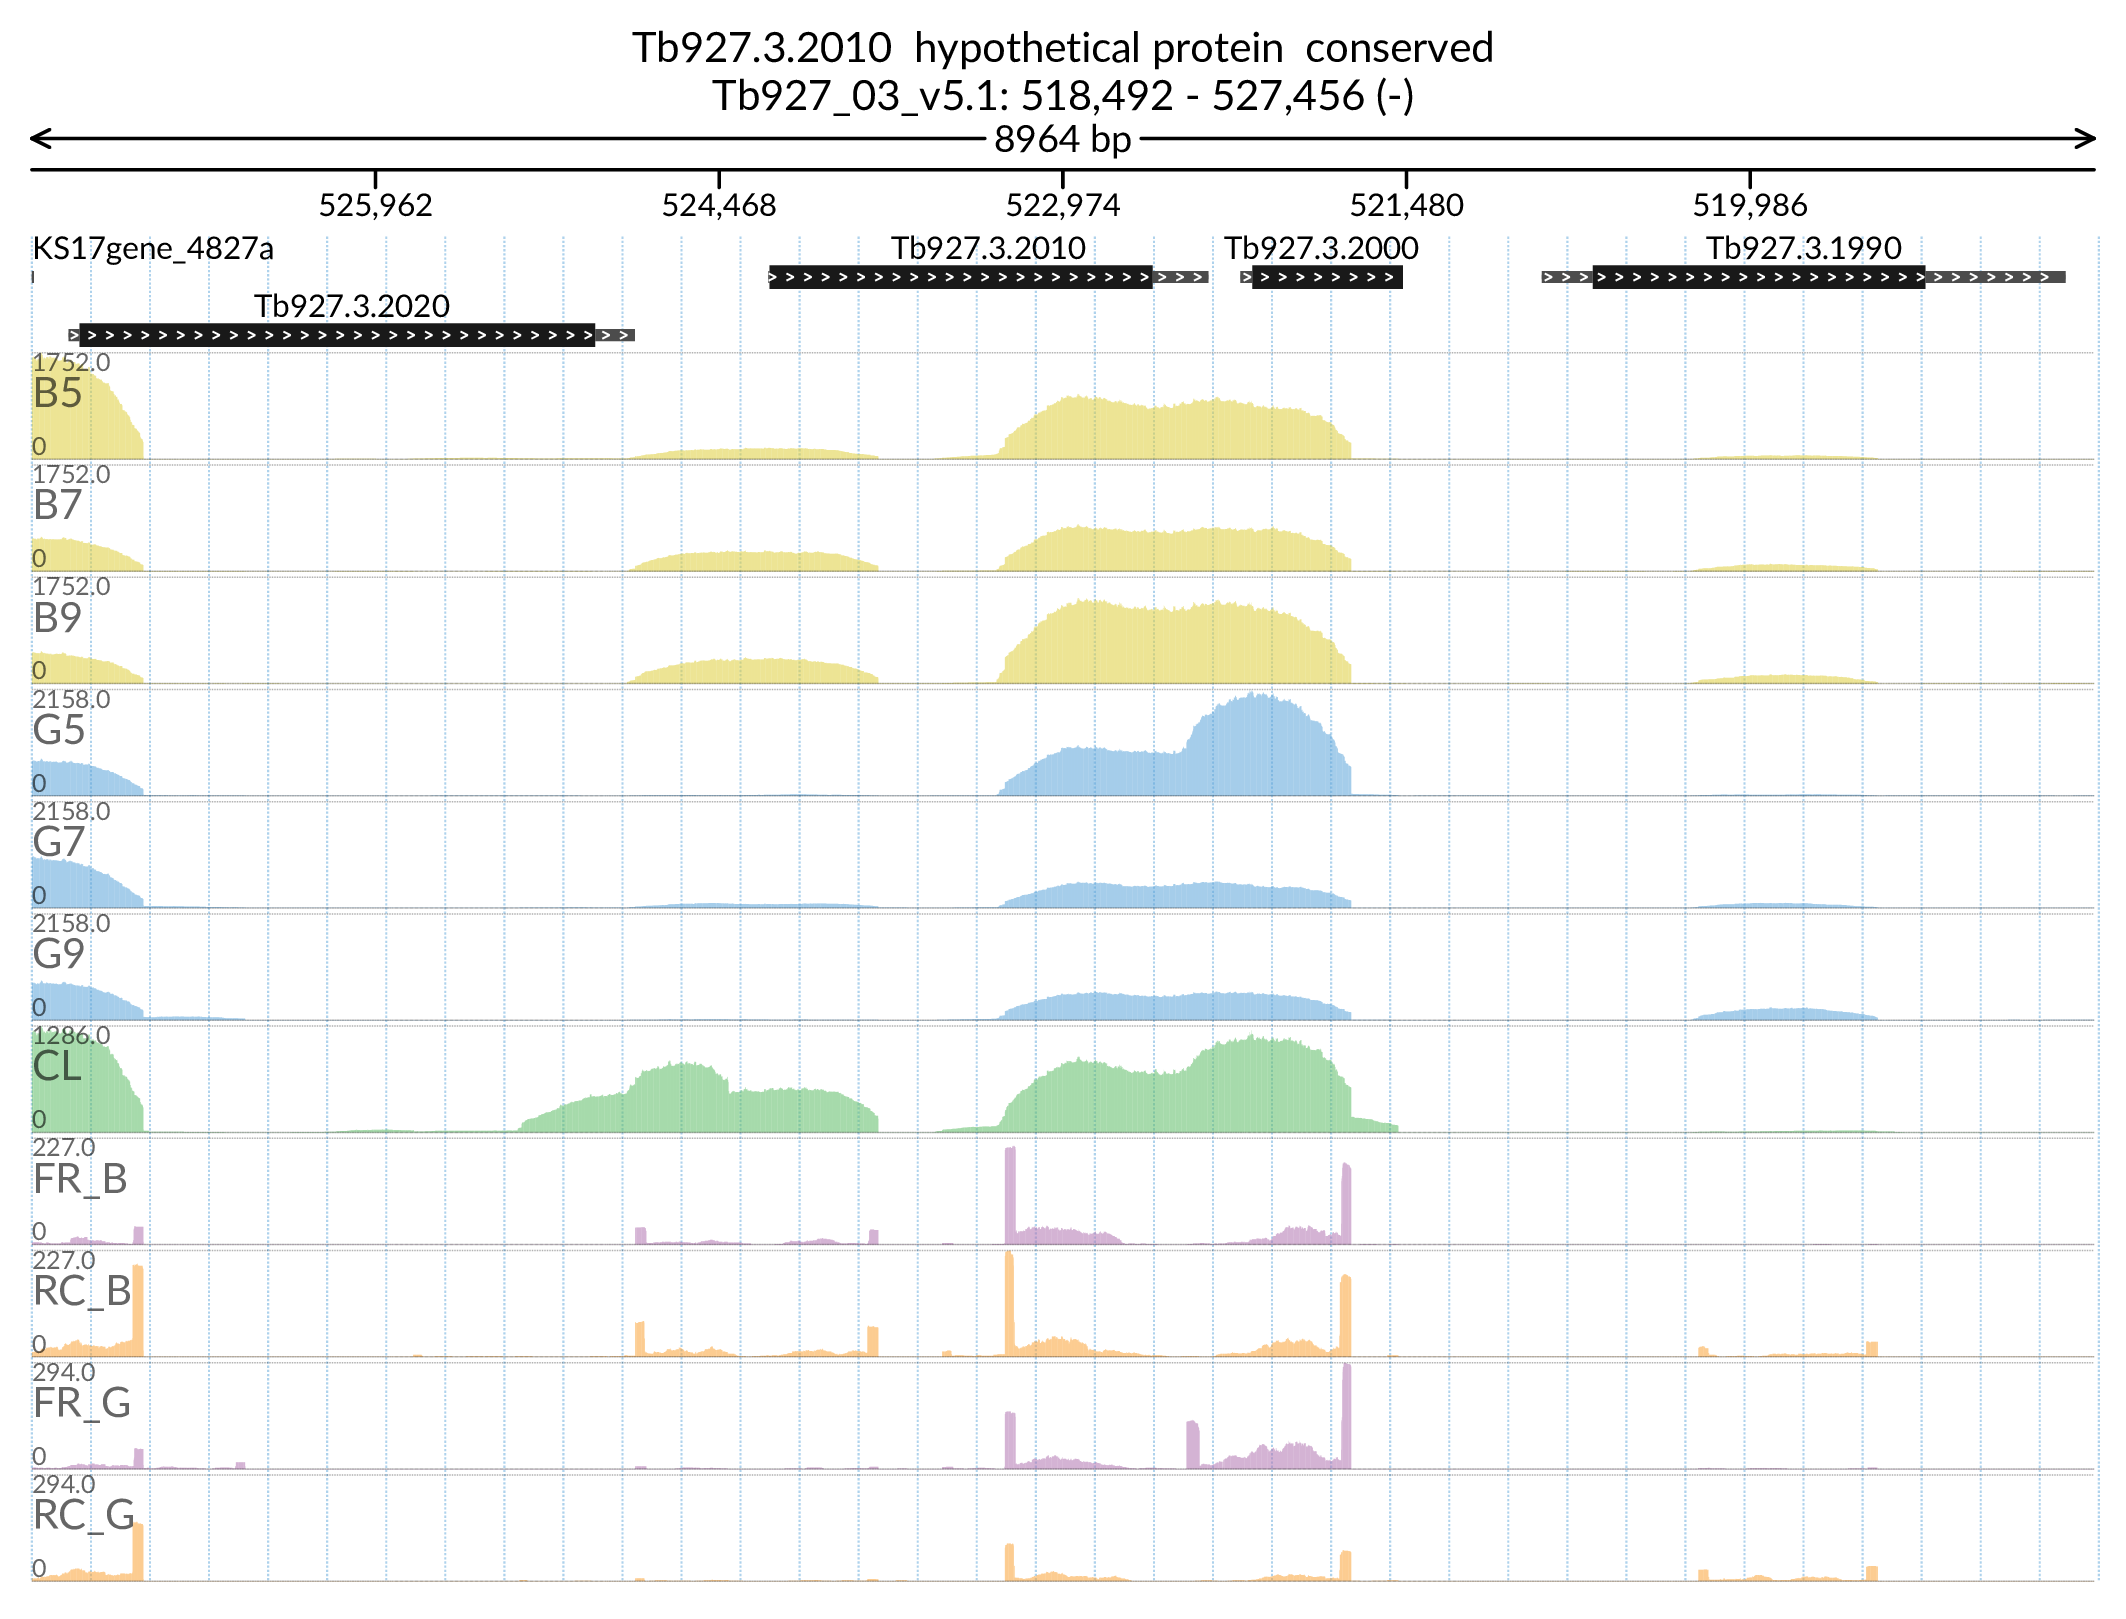 Tb927.3.2010  hypothetical protein  conserved
Tb927_03_v5.1: 518,492 - 527,456 (-)
8964 bp
525,962 524,468 522,974 521,480 519,986
KS17gene_4827a Tb927.3.2010 Tb927.3.2000 Tb927.3.1990
Tb927.3.2020
1752.0
B5
0
1752.0
B7
0
1752.0
B9
0
2158.0
G5
0
2158.0
G7
0
2158.0
G9
0
1286.0
CL
0
227.0
FR_B
0
227.0
RC_B
0
294.0
FR_G
0
294.0
RC_G
0